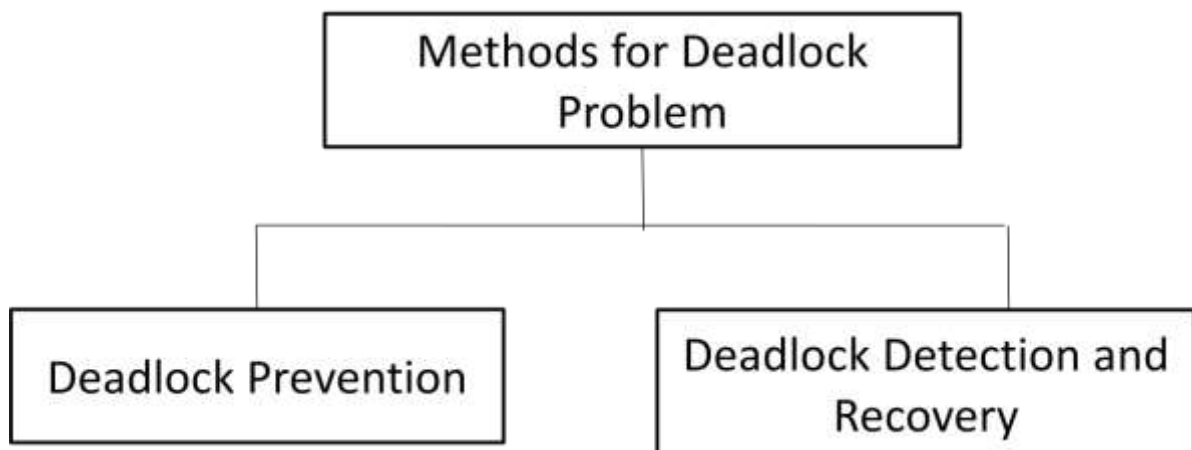 Methods for Deadlock
Problem
Deadlock Prevention
Deadlock Detection and
Recovery